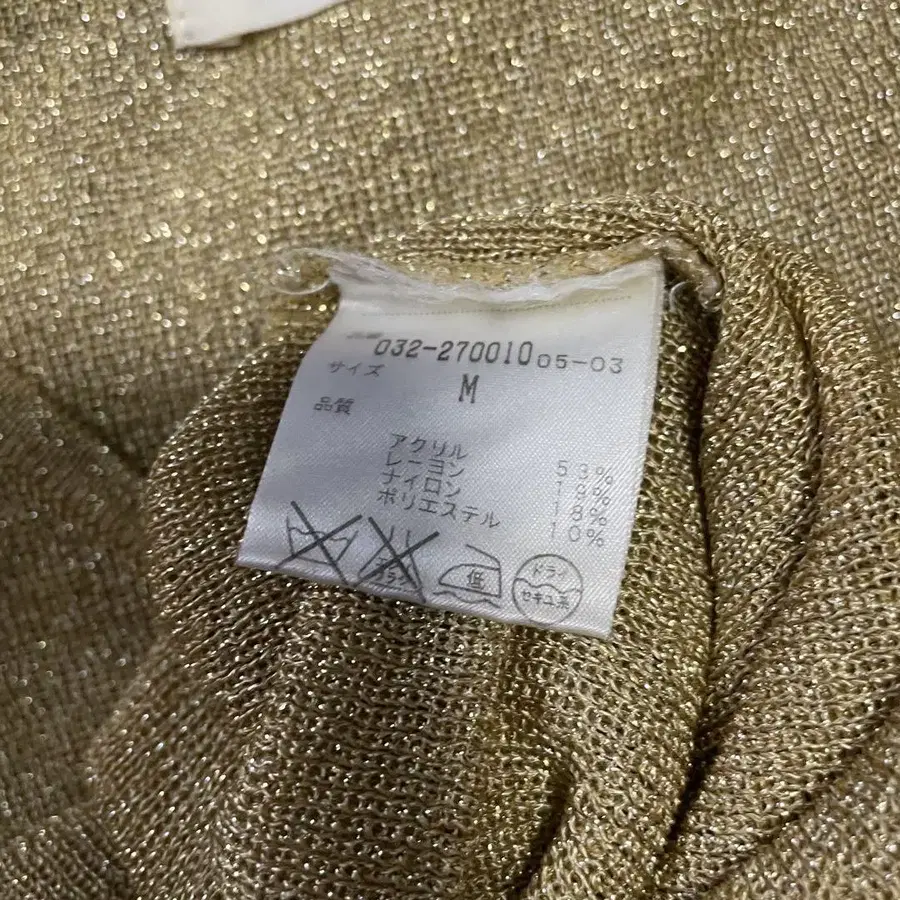 032-270010 05-03
サイズ M
品質
アクリル 53%
レーヨン 19%
ナイロン 18%
ポリエステル 10%
低
ドライ
セキユ系